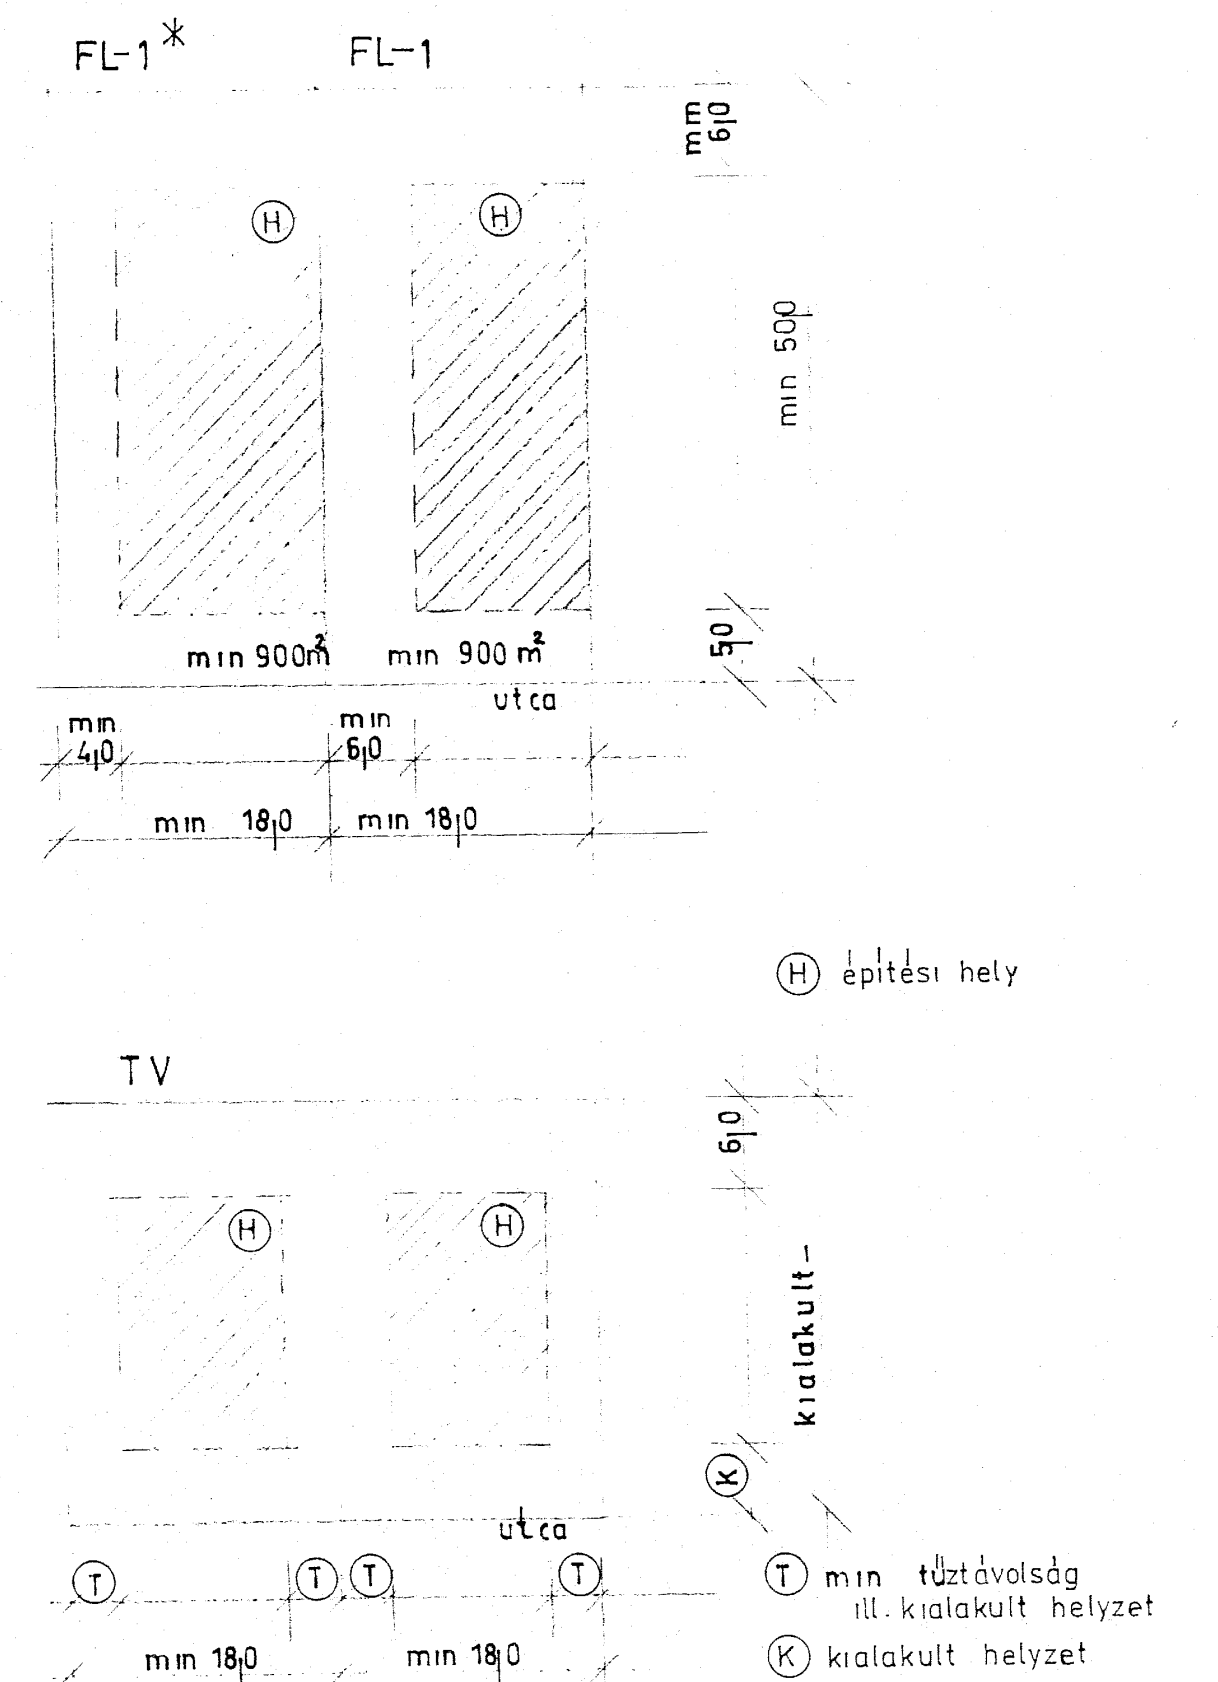 FL-1*
FL-1
mm
6,0
H
H
min 500
5,0
min 900m²
min 900 m²
utca
min
4,0
min
6,0
min 18,0
min 18,0
H építési hely
TV
6,0
H
H
kialakult-
K
utca
T
T
T
T
T min tűztávolság
ill. kialakult helyzet
min 18,0
min 18,0
K kialakult helyzet